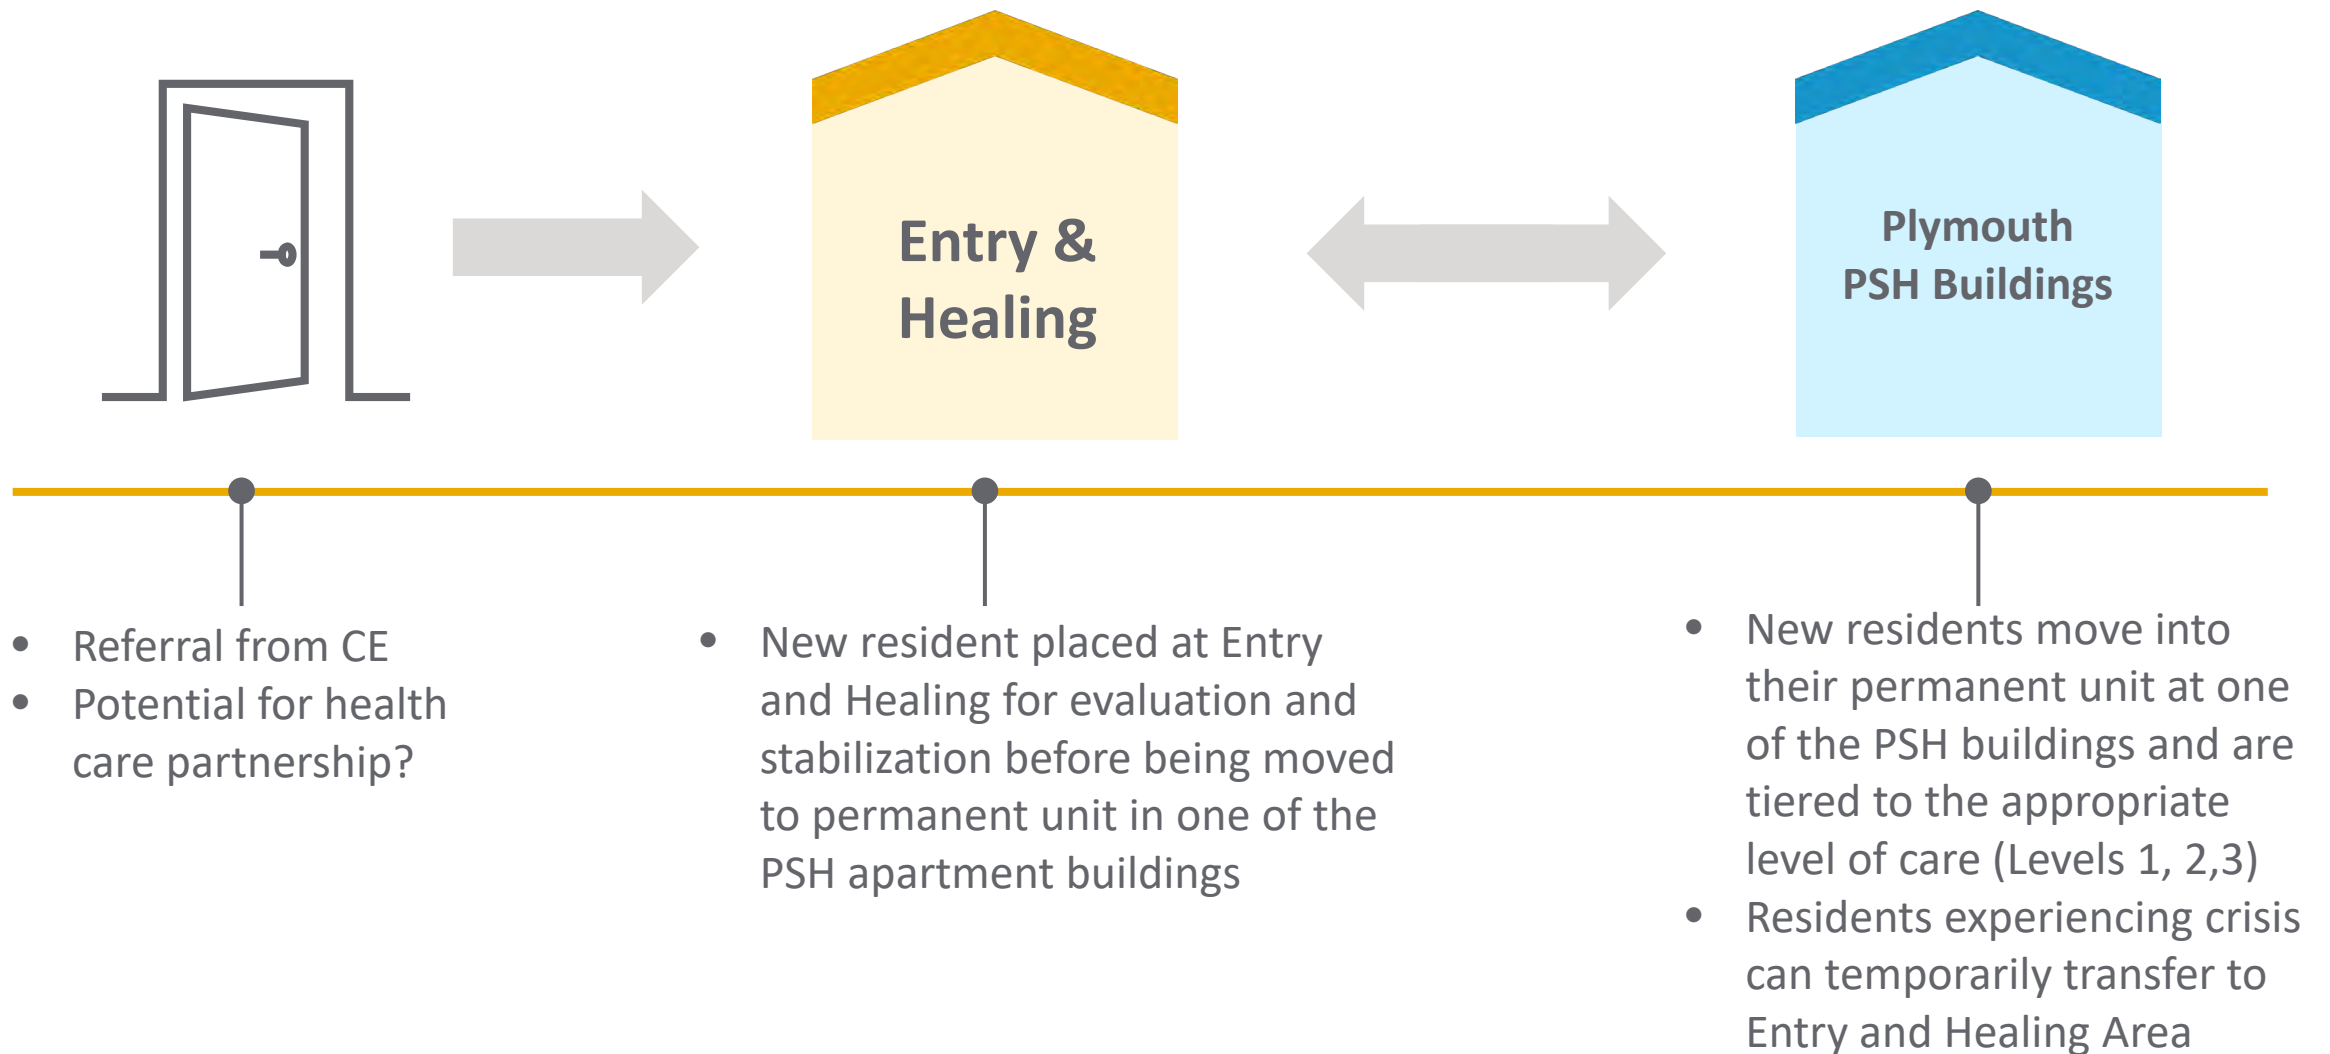 Entry &
Healing
Plymouth
PSH Buildings
• Referral from CE
• Potential for health
care partnership?
• New resident placed at Entry
and Healing for evaluation and
stabilization before being moved
to permanent unit in one of the
PSH apartment buildings
• New residents move into
their permanent unit at one
of the PSH buildings and are
tiered to the appropriate
level of care (Levels 1, 2,3)
• Residents experiencing crisis
can temporarily transfer to
Entry and Healing Area